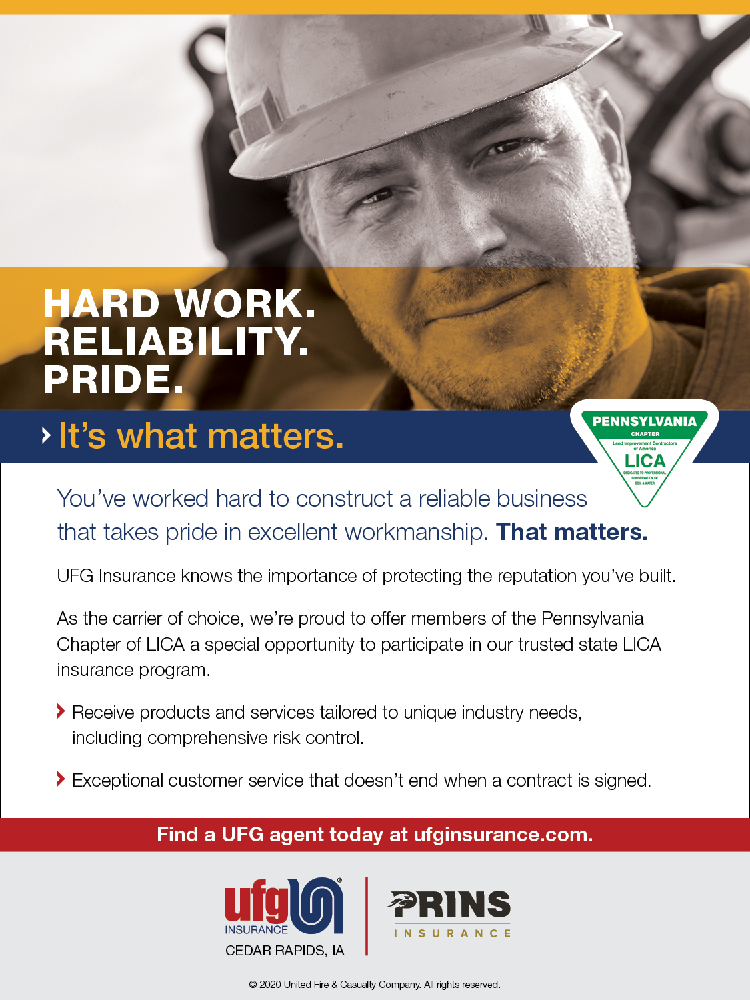 HARD WORK.
RELIABILITY.
PRIDE.
It's what matters.
PENNSYLVANIA
CHAPTER
Land Improvement Contractors
of America
LICA
DEDICATED TO PROFESSIONAL
CONSERVATION OF
SOIL & WATER
You've worked hard to construct a reliable business
that takes pride in excellent workmanship. That matters.
UFG Insurance knows the importance of protecting the reputation you've built.
As the carrier of choice, we're proud to offer members of the Pennsylvania
Chapter of LICA a special opportunity to participate in our trusted state LICA
insurance program.
Receive products and services tailored to unique industry needs,
including comprehensive risk control.
Exceptional customer service that doesn't end when a contract is signed.
Find a UFG agent today at ufginsurance.com.
ufg ®
INSURANCE
CEDAR RAPIDS, IA
PRINS
INSURANCE
© 2020 United Fire & Casualty Company. All rights reserved.